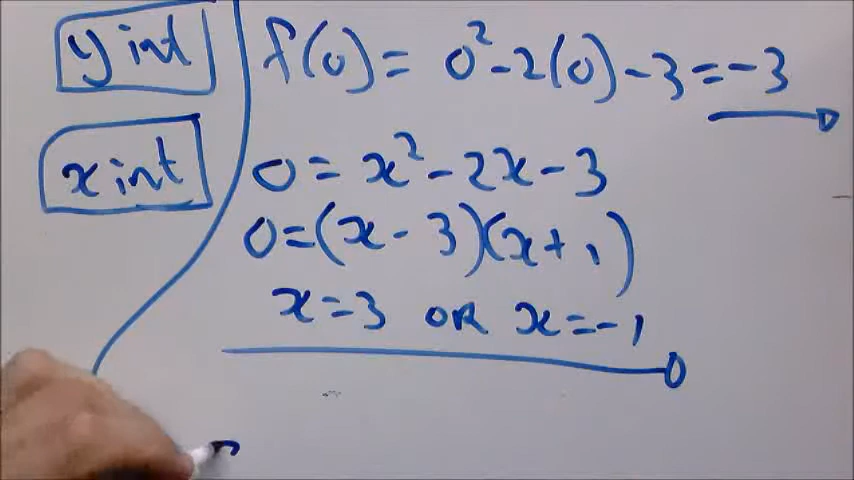 y int f(0) = 0² - 2(0) - 3 = -3
x int 0 = x² - 2x - 3
0 = (x - 3)(x + 1)
x = 3 OR x = -1